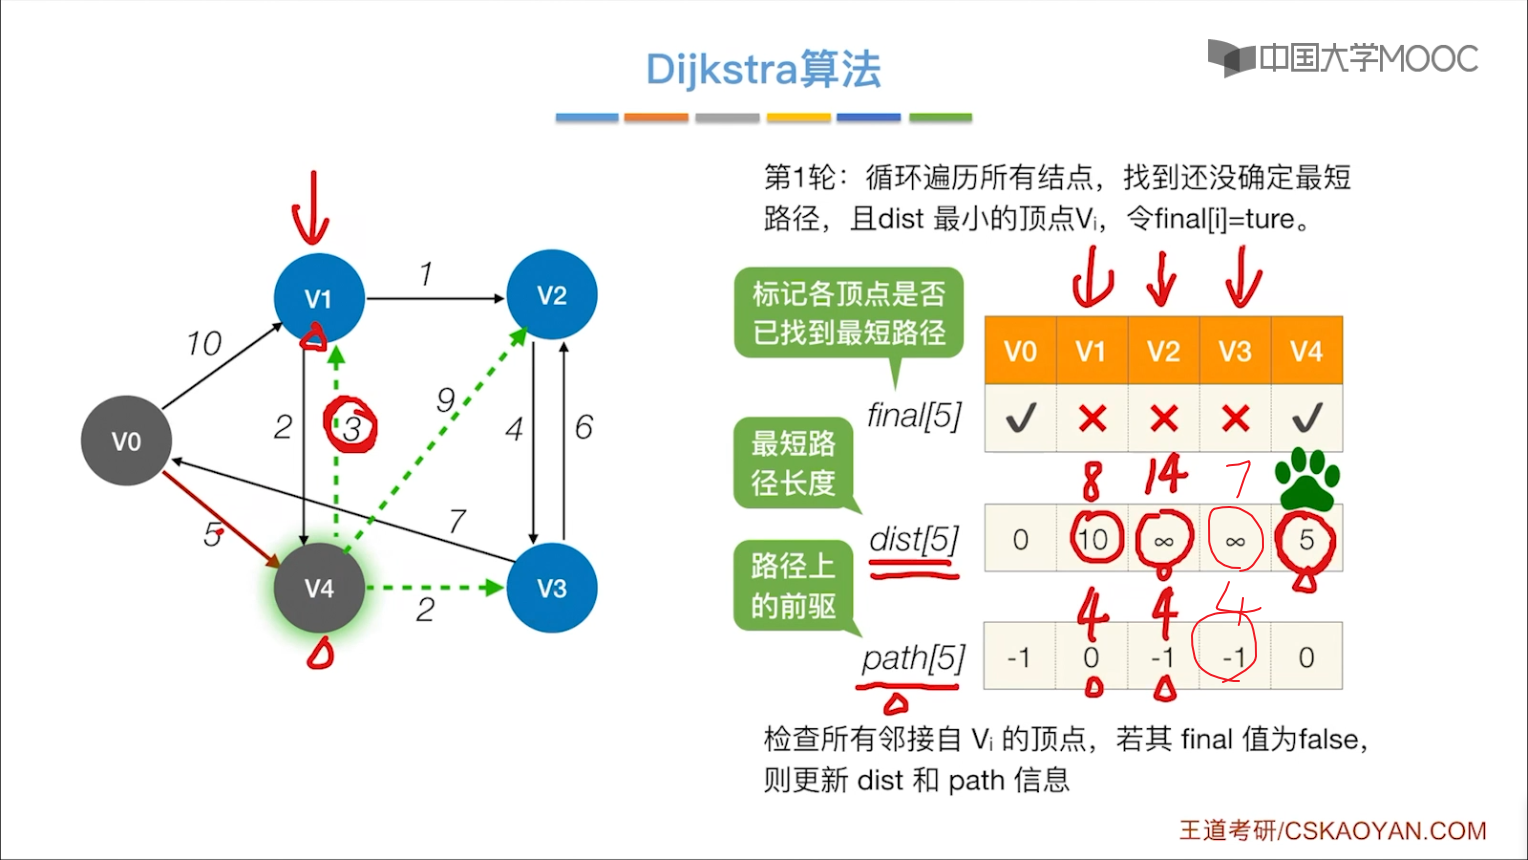 Dijkstra算法
中国大学MOOC
第1轮：循环遍历所有结点，找到还没确定最短
路径，且dist 最小的顶点Vᵢ，令final[i]=ture。
标记各顶点是否
已找到最短路径
V0 V1 V2 V3 V4
final[5]
8 14 7
最短路
径长度
dist[5]
0 10 ∞ ∞ 5
4 4 4
路径上
的前驱
path[5]
-1 0 -1 -1 0
检查所有邻接自 Vᵢ 的顶点，若其 final 值为false，
则更新 dist 和 path 信息
V1
1
V2
10
2
3
9
4
6
V0
5
7
V4
2
V3
王道考研/CSKAOYAN.COM